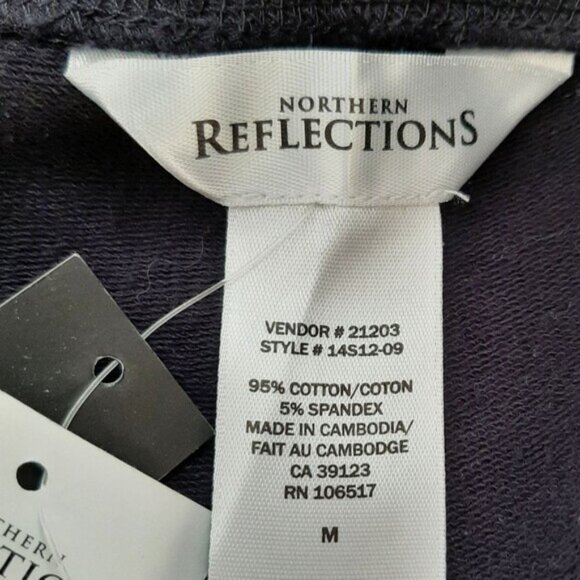 NORTHERN
REFLECTIONS
VENDOR # 21203
STYLE # 14S12-09
95% COTTON/COTON
5% SPANDEX
MADE IN CAMBODIA/
FAIT AU CAMBODGE
CA 39123
RN 106517
M